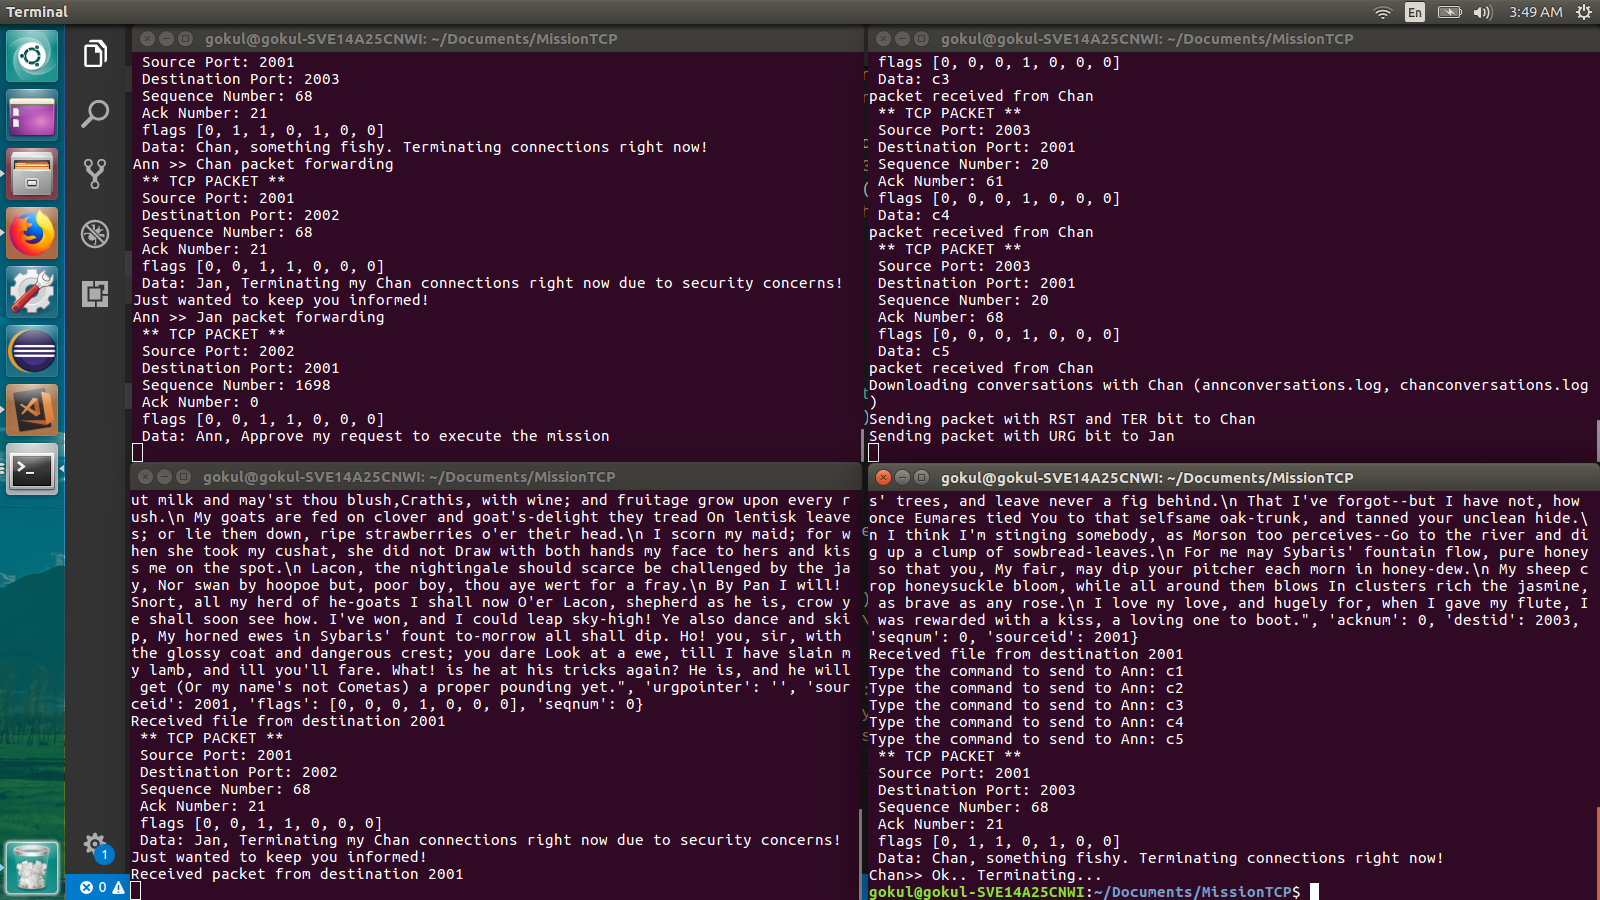 Terminal
En
3:49 AM
gokul@gokul-SVE14A25CNWI: ~/Documents/MissionTCP
Source Port: 2001
Destination Port: 2003
Sequence Number: 68
Ack Number: 21
flags [0, 1, 1, 0, 1, 0, 0]
Data: Chan, something fishy. Terminating connections right now!
Ann >> Chan packet forwarding
** TCP PACKET **
Source Port: 2001
Destination Port: 2002
Sequence Number: 68
Ack Number: 21
flags [0, 0, 1, 1, 0, 0, 0]
Data: Jan, Terminating my Chan connections right now due to security concerns!
Just wanted to keep you informed!
Ann >> Jan packet forwarding
** TCP PACKET **
Source Port: 2002
Destination Port: 2001
Sequence Number: 1698
Ack Number: 0
flags [0, 0, 1, 1, 0, 0, 0]
Data: Ann, Approve my request to execute the mission
gokul@gokul-SVE14A25CNWI: ~/Documents/MissionTCP
flags [0, 0, 0, 1, 0, 0, 0]
Data: c3
packet received from Chan
** TCP PACKET **
Source Port: 2003
Destination Port: 2001
Sequence Number: 20
Ack Number: 61
flags [0, 0, 0, 1, 0, 0, 0]
Data: c4
packet received from Chan
** TCP PACKET **
Source Port: 2003
Destination Port: 2001
Sequence Number: 20
Ack Number: 68
flags [0, 0, 0, 1, 0, 0, 0]
Data: c5
packet received from Chan
Downloading conversations with Chan (annconversations.log, chanconversations.log
)
Sending packet with RST and TER bit to Chan
Sending packet with URG bit to Jan
gokul@gokul-SVE14A25CNWI: ~/Documents/MissionTCP
ut milk and may'st thou blush,Crathis, with wine; and fruitage grow upon every r
ush.\n My goats are fed on clover and goat's-delight they tread On lentisk leave
s; or lie them down, ripe strawberries o'er their head.\n I scorn my maid; for w
hen she took my cushat, she did not Draw with both hands my face to hers and kis
s me on the spot.\n Lacon, the nightingale should scarce be challenged by the ja
y, Nor swan by hoopoe but, poor boy, thou aye wert for a fray.\n By Pan I will!
Snort, all my herd of he-goats I shall now O'er Lacon, shepherd as he is, crow y
e shall soon see how. I've won, and I could leap sky-high! Ye also dance and ski
p, My horned ewes in Sybaris' fount to-morrow all shall dip. Ho! you, sir, with
the glossy coat and dangerous crest; you dare Look at a ewe, till I have slain m
y lamb, and ill you'll fare. What! is he at his tricks again? He is, and he will
get (Or my name's not Cometas) a proper pounding yet.", 'urgpointer': '', 'sour
ceid': 2001, 'flags': [0, 0, 0, 1, 0, 0, 0], 'seqnum': 0}
Received file from destination 2001
** TCP PACKET **
Source Port: 2001
Destination Port: 2002
Sequence Number: 68
Ack Number: 21
flags [0, 0, 1, 1, 0, 0, 0]
Data: Jan, Terminating my Chan connections right now due to security concerns!
Just wanted to keep you informed!
Received packet from destination 2001
gokul@gokul-SVE14A25CNWI: ~/Documents/MissionTCP
s' trees, and leave never a fig behind.\n That I've forgot--but I have not, how
once Eumares tied You to that selfsame oak-trunk, and tanned your unclean hide.\
n I think I'm stinging somebody, as Morson too perceives--Go to the river and di
g up a clump of sowbread-leaves.\n For me may Sybaris' fountain flow, pure honey
so that you, My fair, may dip your pitcher each morn in honey-dew.\n My sheep c
rop honeysuckle bloom, while all around them blows In clusters rich the jasmine,
as brave as any rose.\n I love my love, and hugely for, when I gave my flute, I
was rewarded with a kiss, a loving one to boot.", 'acknum': 0, 'destid': 2003,
'seqnum': 0, 'sourceid': 2001}
Received file from destination 2001
Type the command to send to Ann: c1
Type the command to send to Ann: c2
Type the command to send to Ann: c3
Type the command to send to Ann: c4
Type the command to send to Ann: c5
** TCP PACKET **
Source Port: 2001
Destination Port: 2003
Sequence Number: 68
Ack Number: 21
flags [0, 1, 1, 0, 1, 0, 0]
Data: Chan, something fishy. Terminating connections right now!
Chan>> Ok.. Terminating...
gokul@gokul-SVE14A25CNWI:~/Documents/MissionTCP$
1
0